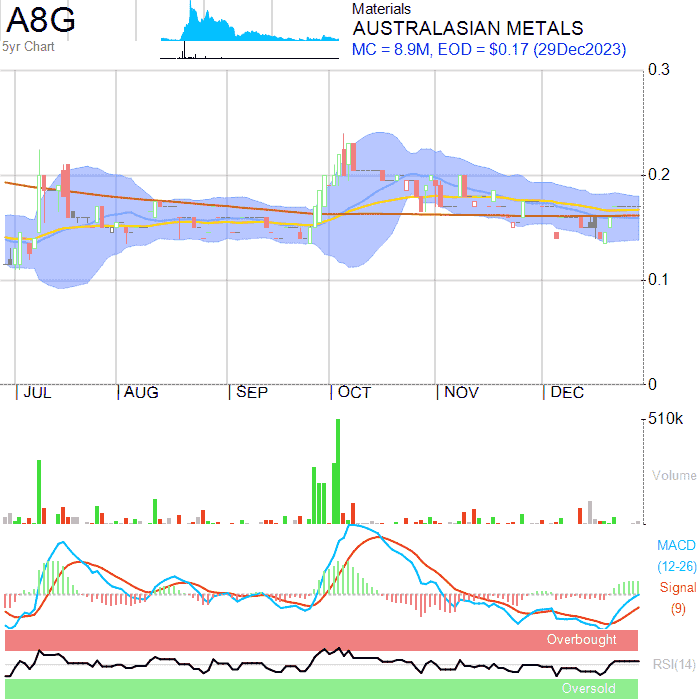 A8G
5yr Chart
Materials
AUSTRALASIAN METALS
MC = 8.9M, EOD = $0.17 (29Dec2023)
0.3
0.2
0.1
0
JUL AUG SEP OCT NOV DEC
510k
Volume
MACD
(12-26)
Signal
(9)
Overbought
RSI(14)
Oversold